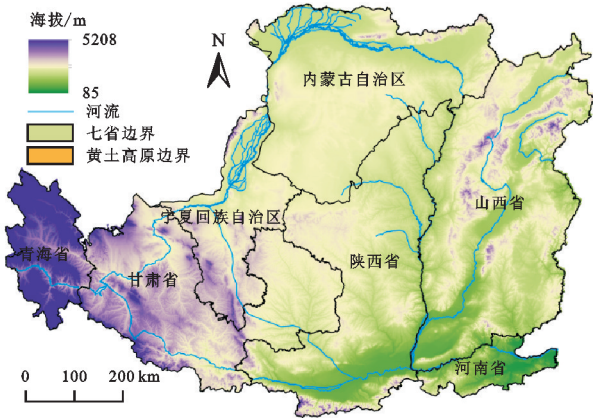 海拔/m
5208
85
河流
七省边界
黄土高原边界
N
内蒙古自治区
宁夏回族自治区
山西省
青海省
甘肃省
陕西省
河南省
0 100 200 km